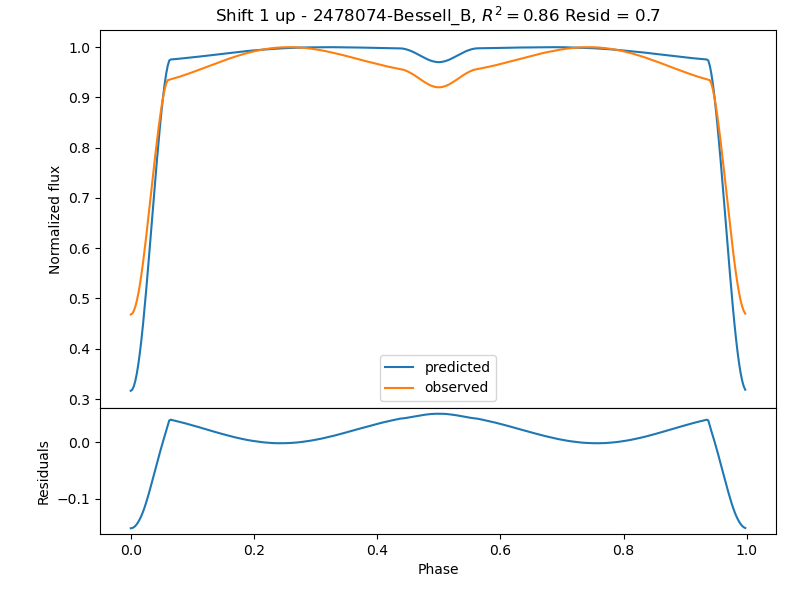 Shift 1 up - 2478074-Bessell_B, R² = 0.86 Resid = 0.7
1.0
0.9
0.8
0.7
0.6
0.5
0.4
0.3
Normalized flux
predicted
observed
0.0
−0.1
Residuals
0.0 0.2 0.4 0.6 0.8 1.0
Phase